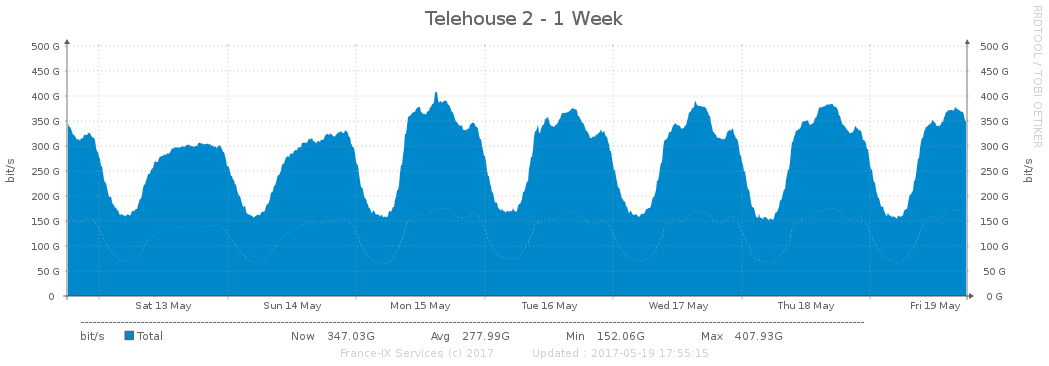 Telehouse 2 - 1 Week
RRDTOOL / TOBI OETIKER
500 G 500 G
450 G 450 G
400 G 400 G
350 G 350 G
300 G 300 G
250 G 250 G
200 G 200 G
150 G 150 G
100 G 100 G
50 G 50 G
0 0 G
bit/s bit/s
Sat 13 May Sun 14 May Mon 15 May Tue 16 May Wed 17 May Thu 18 May Fri 19 May
bit/s Total Now 347.03G Avg 277.99G Min 152.06G Max 407.93G
France-IX Services (c) 2017 Updated : 2017-05-19 17:55:15